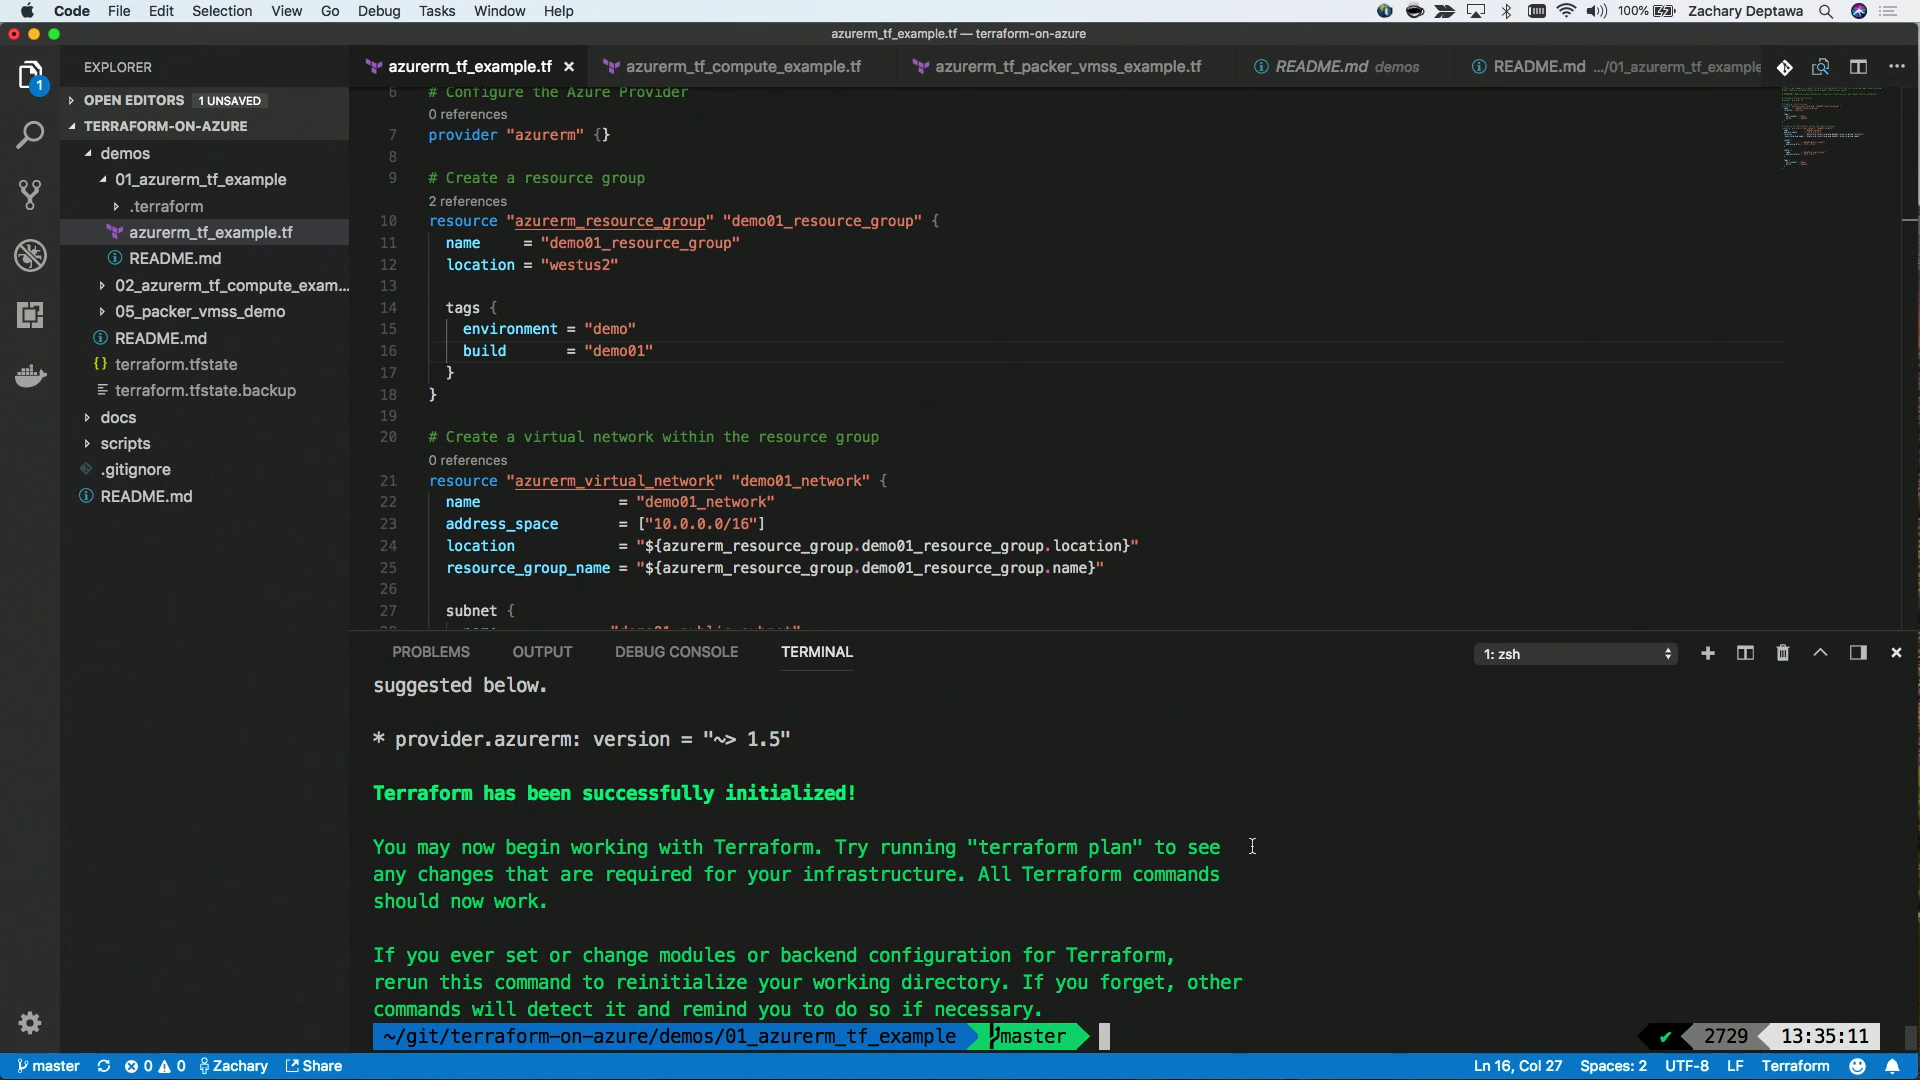 Code File Edit Selection View Go Debug Tasks Window Help
100% Zachary Deptawa
azurerm_tf_example.tf — terraform-on-azure
EXPLORER
OPEN EDITORS 1 UNSAVED
TERRAFORM-ON-AZURE
demos
01_azurerm_tf_example
.terraform
azurerm_tf_example.tf
README.md
02_azurerm_tf_compute_exam...
05_packer_vmss_demo
README.md
terraform.tfstate
terraform.tfstate.backup
docs
scripts
.gitignore
README.md
1
azurerm_tf_example.tf
azurerm_tf_compute_example.tf
azurerm_tf_packer_vmss_example.tf
README.md demos
README.md .../01_azurerm_tf_example
6 # Configure the Azure Provider
0 references
7 provider "azurerm" {}
8
9 # Create a resource group
2 references
10 resource "azurerm_resource_group" "demo01_resource_group" {
11 name = "demo01_resource_group"
12 location = "westus2"
13
14 tags {
15 environment = "demo"
16 build = "demo01"
17 }
18 }
19
20 # Create a virtual network within the resource group
0 references
21 resource "azurerm_virtual_network" "demo01_network" {
22 name = "demo01_network"
23 address_space = ["10.0.0.0/16"]
24 location = "${azurerm_resource_group.demo01_resource_group.location}"
25 resource_group_name = "${azurerm_resource_group.demo01_resource_group.name}"
26
27 subnet {
PROBLEMS OUTPUT DEBUG CONSOLE TERMINAL
1: zsh
suggested below.
* provider.azurerm: version = "~> 1.5"
Terraform has been successfully initialized!
You may now begin working with Terraform. Try running "terraform plan" to see
any changes that are required for your infrastructure. All Terraform commands
should now work.
If you ever set or change modules or backend configuration for Terraform,
rerun this command to reinitialize your working directory. If you forget, other
commands will detect it and remind you to do so if necessary.
~/git/terraform-on-azure/demos/01_azurerm_tf_example master
✔ 2729 13:35:11
master 0 0 Zachary Share
Ln 16, Col 27 Spaces: 2 UTF-8 LF Terraform